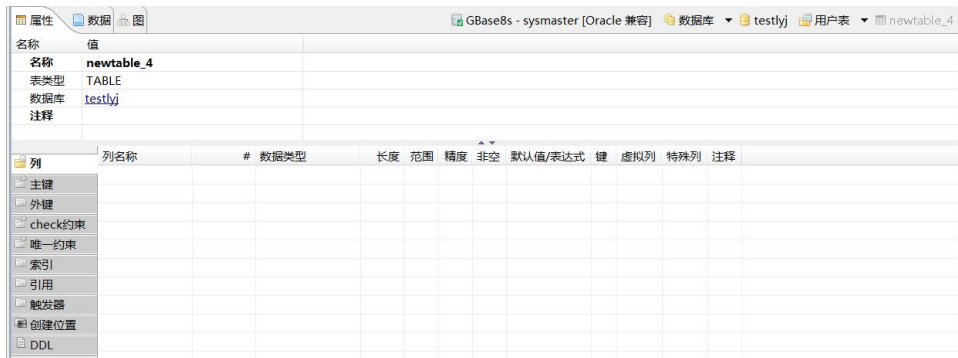 属性 数据 图 GBase8s - sysmaster [Oracle 兼容] 数据库 testlyj 用户表 newtable_4
名称 值
名称 newtable_4
表类型 TABLE
数据库 testlyj
注释
列 列名称 # 数据类型 长度 范围 精度 非空 默认值/表达式 键 虚拟列 特殊列 注释
主键
外键
check约束
唯一约束
索引
引用
触发器
创建位置
DDL